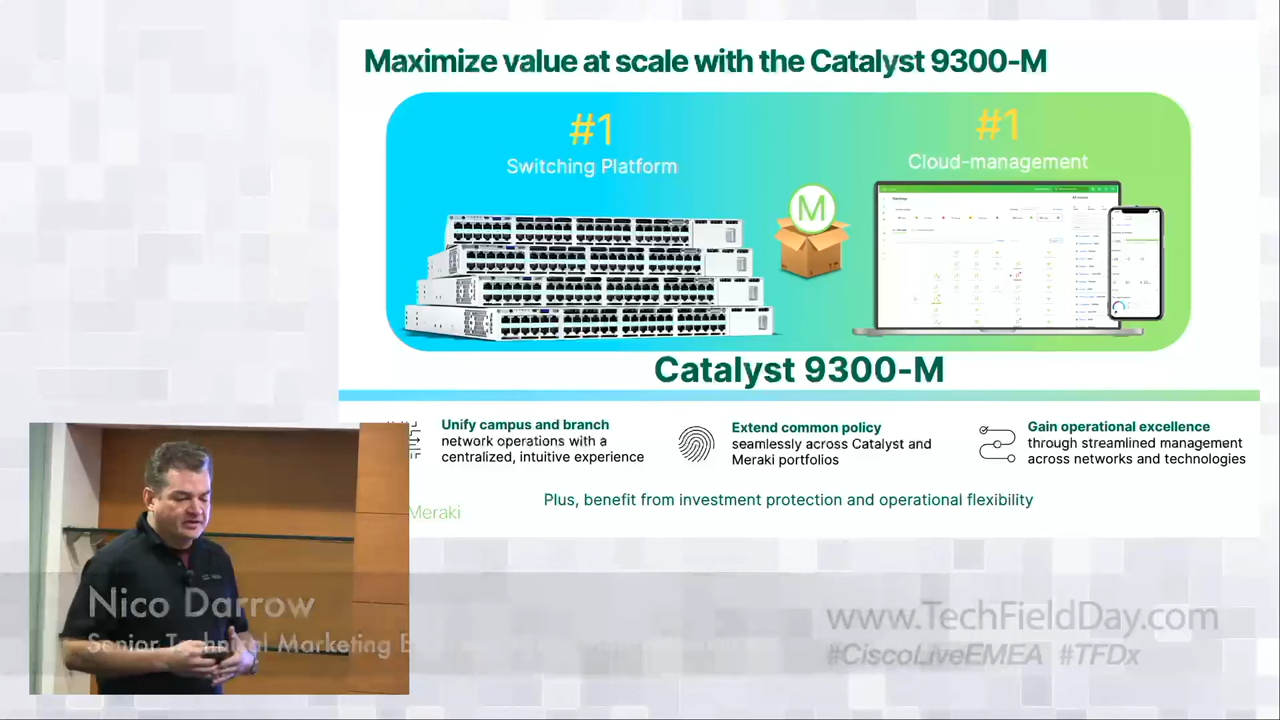 Maximize value at scale with the Catalyst 9300-M
#1
Switching Platform
#1
Cloud-management
M
Catalyst 9300-M
Unify campus and branch
network operations with a
centralized, intuitive experience
Extend common policy
seamlessly across Catalyst and
Meraki portfolios
Gain operational excellence
through streamlined management
across networks and technologies
Plus, benefit from investment protection and operational flexibility
Meraki
Nico Darrow
Senior Technical Marketing
www.TechFieldDay.com
#CiscoLiveEMEA #TFDx